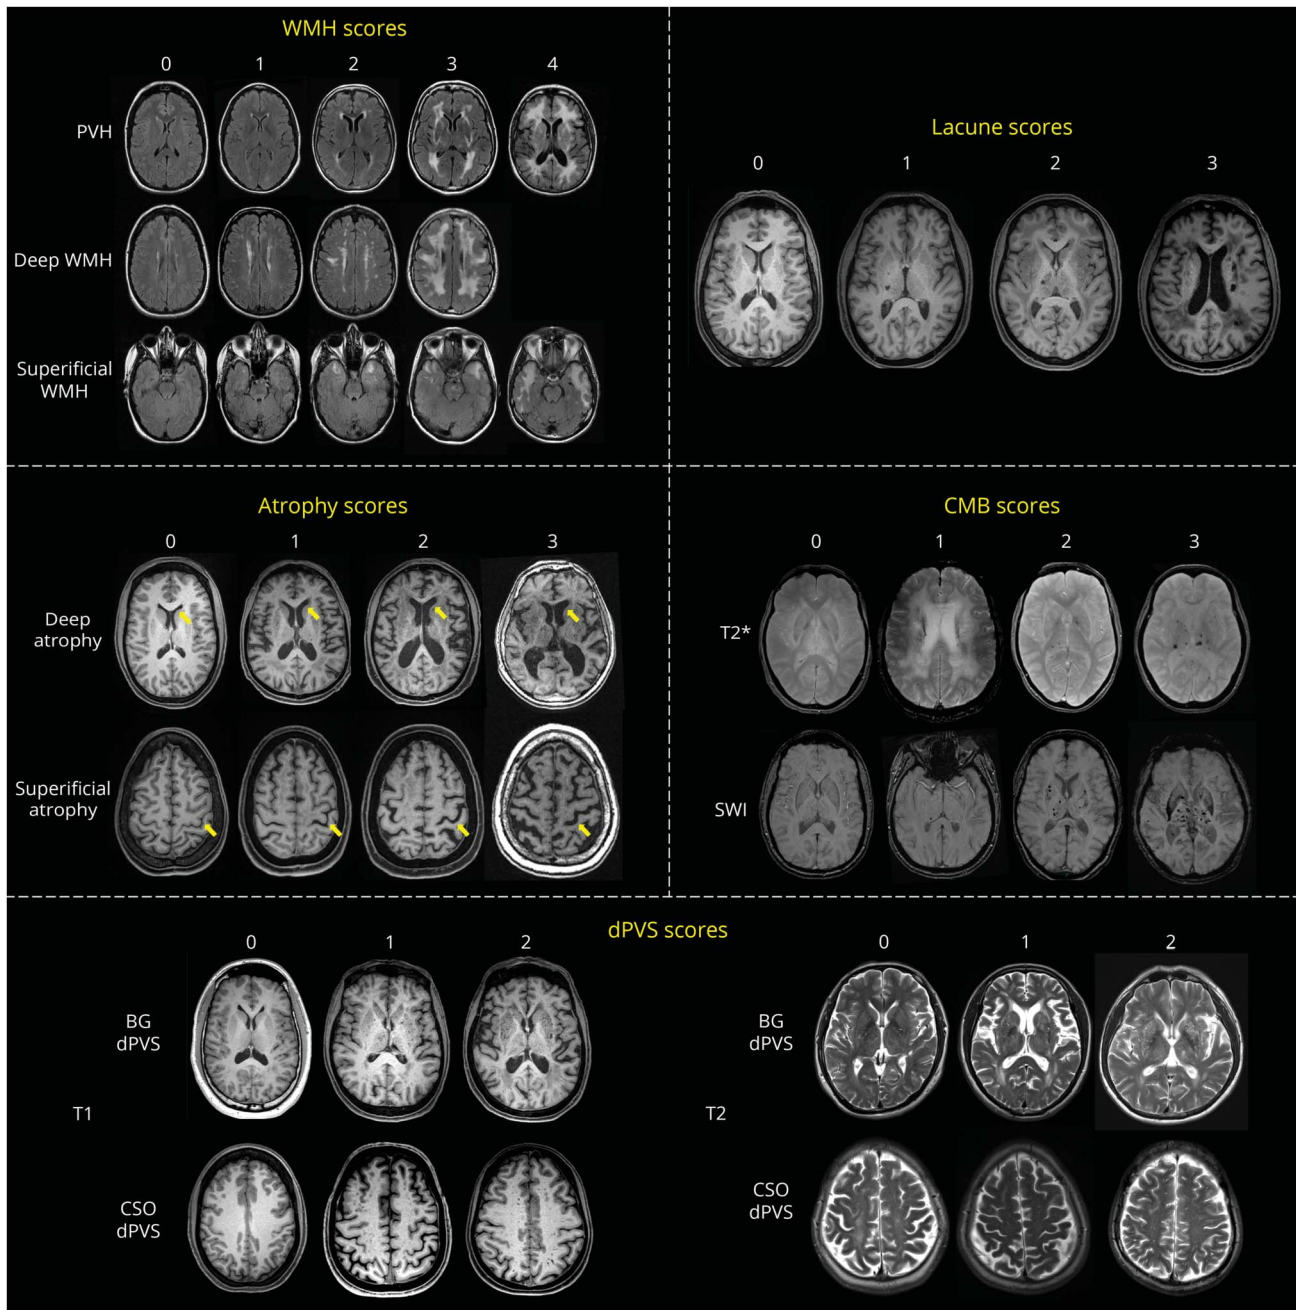 WMH scores
0 1 2 3 4
PVH
Deep WMH
Superificial
WMH
Lacune scores
0 1 2 3
Atrophy scores
0 1 2 3
Deep
atrophy
Superificial
atrophy
CMB scores
0 1 2 3
T2*
SWI
dPVS scores
0 1 2
BG
dPVS
T1
CSO
dPVS
0 1 2
BG
dPVS
T2
CSO
dPVS